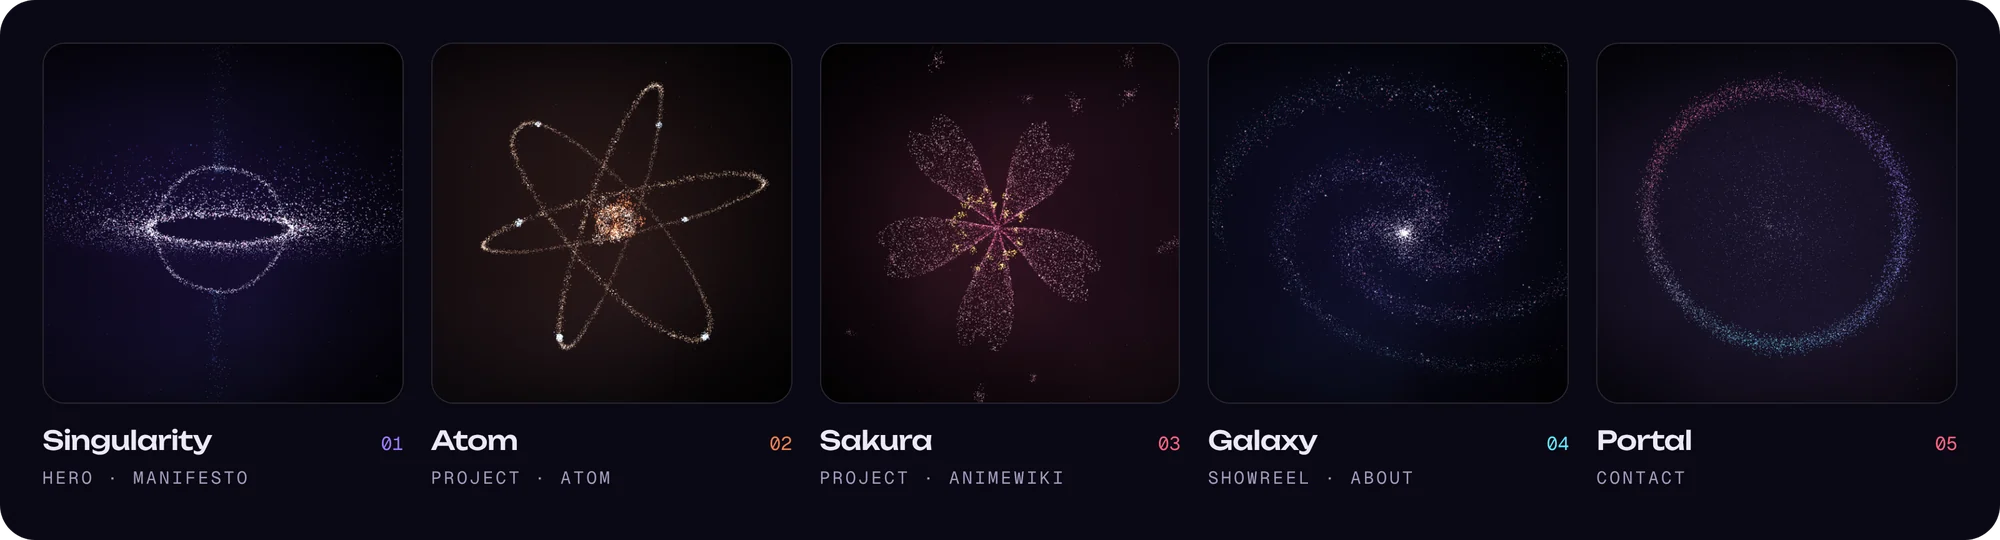 Singularity 01
HERO · MANIFESTO
Atom 02
PROJECT · ATOM
Sakura 03
PROJECT · ANIMEWIKI
Galaxy 04
SHOWREEL · ABOUT
Portal 05
CONTACT